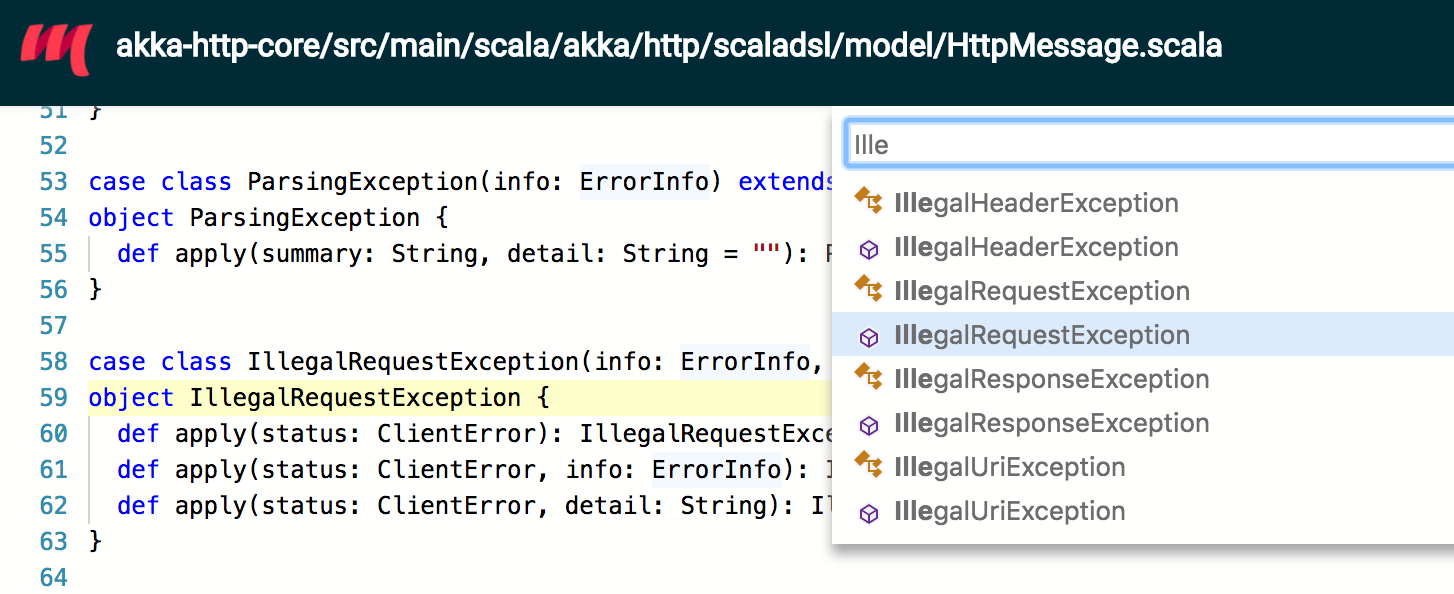 akka-http-core/src/main/scala/akka/http/scaladsl/model/HttpMessage.scala
51 }
52
53 case class ParsingException(info: ErrorInfo) extends
54 object ParsingException {
55 def apply(summary: String, detail: String = ""):
56 }
57
58 case class IllegalRequestException(info: ErrorInfo,
59 object IllegalRequestException {
60 def apply(status: ClientError): IllegalRequestExce
61 def apply(status: ClientError, info: ErrorInfo):
62 def apply(status: ClientError, detail: String): Il
63 }
64
Ille
IllegalHeaderException
IllegalHeaderException
IllegalRequestException
IllegalRequestException
IllegalResponseException
IllegalResponseException
IllegalUriException
IllegalUriException